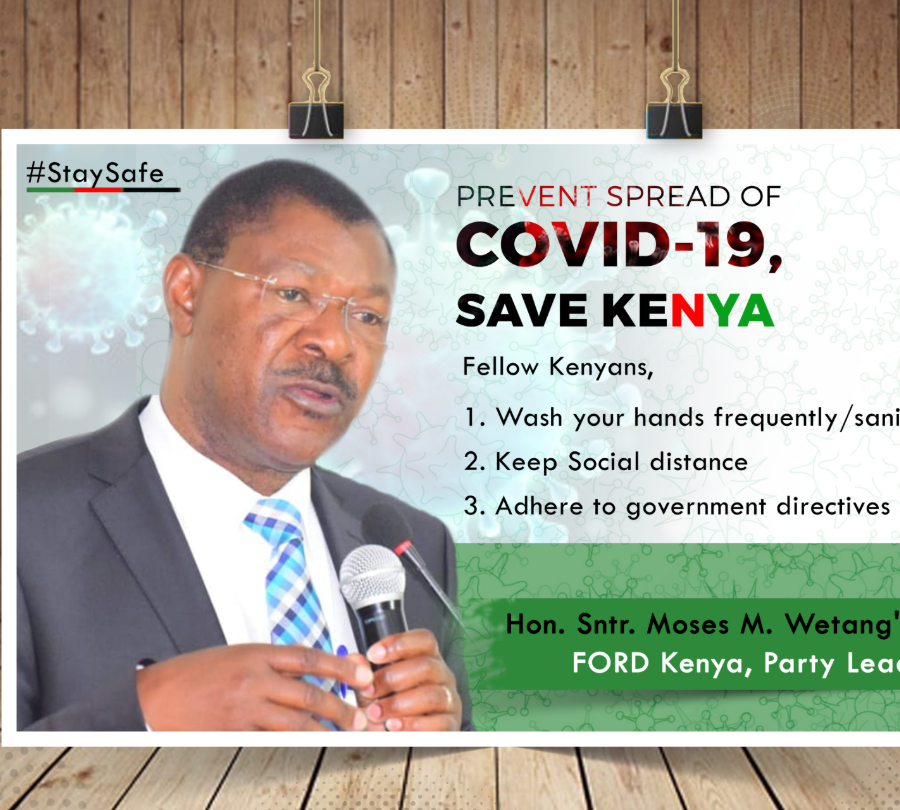 #StaySafe
PREVENT SPREAD OF
COVID-19,
SAVE KENYA
Fellow Kenyans,
1. Wash your hands frequently/sani
2. Keep Social distance
3. Adhere to government directives
Hon. Sntr. Moses M. Wetang'
FORD Kenya, Party Lea